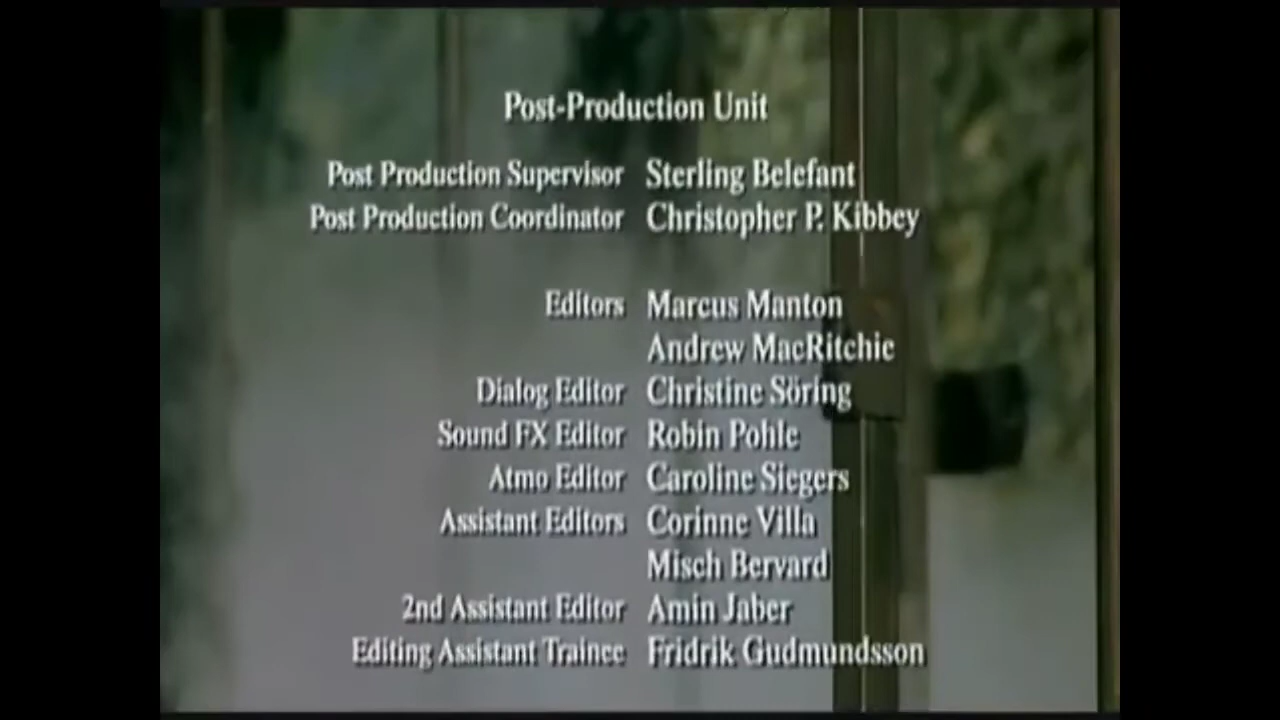 Post-Production Unit
Post Production Supervisor Sterling Belefant
Post Production Coordinator Christopher P. Kibbey
Editors Marcus Manton
Andrew MacRitchie
Dialog Editor Christine Söring
Sound FX Editor Robin Pohle
Atmo Editor Caroline Siegers
Assistant Editors Corinne Villa
Misch Bervard
2nd Assistant Editor Amin Jaber
Editing Assistant Trainee Fridrik Gudmundsson